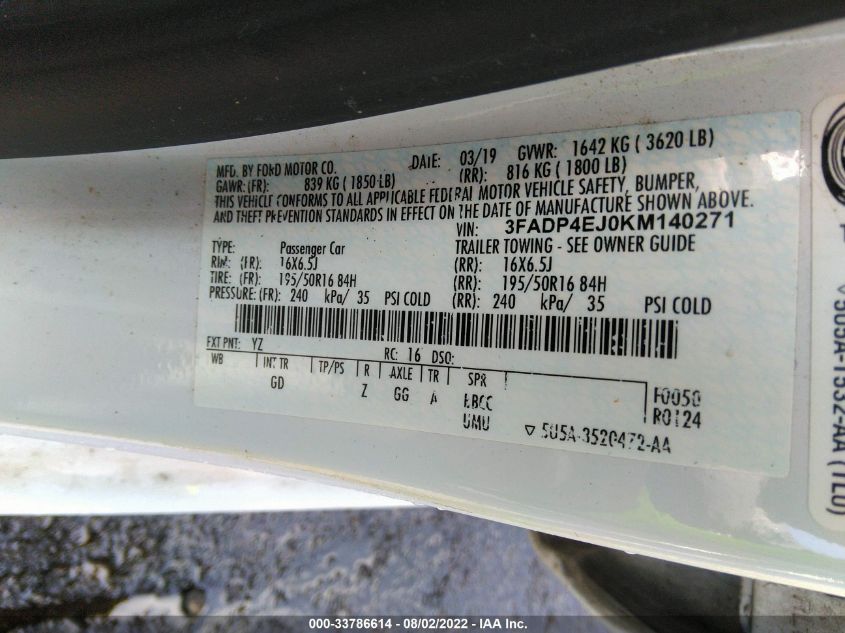 MFD. BY FORD MOTOR CO. DATE: 03/19 GVWR: 1642 KG ( 3620 LB)
GAWR: (FR): 839 KG ( 1850 LB) (RR): 816 KG ( 1800 LB)
THIS VEHICLE CONFORMS TO ALL APPLICABLE FEDERAL MOTOR VEHICLE SAFETY, BUMPER,
AND THEFT PREVENTION STANDARDS IN EFFECT ON THE DATE OF MANUFACTURE SHOWN ABOVE.
VIN: 3FADP4EJ0KM140271
TYPE: Passenger Car TRAILER TOWING - SEE OWNER GUIDE
RIM: (FR): 16X6.5J (RR): 16X6.5J
TIRE: (FR): 195/50R16 84H (RR): 195/50R16 84H
PRESSURE: (FR): 240 kPa/ 35 PSI COLD (RR): 240 kPa/ 35 PSI COLD
EXT PNT: YZ RC: 16 DSO:
WB INT TR TP/PS R AXLE TR SPR F0050
GD Z GG A EBCC R0124
UMU ▽ 5U5A-3520472-AA
(TLU)
000-33786614 - 08/02/2022 - IAA Inc.